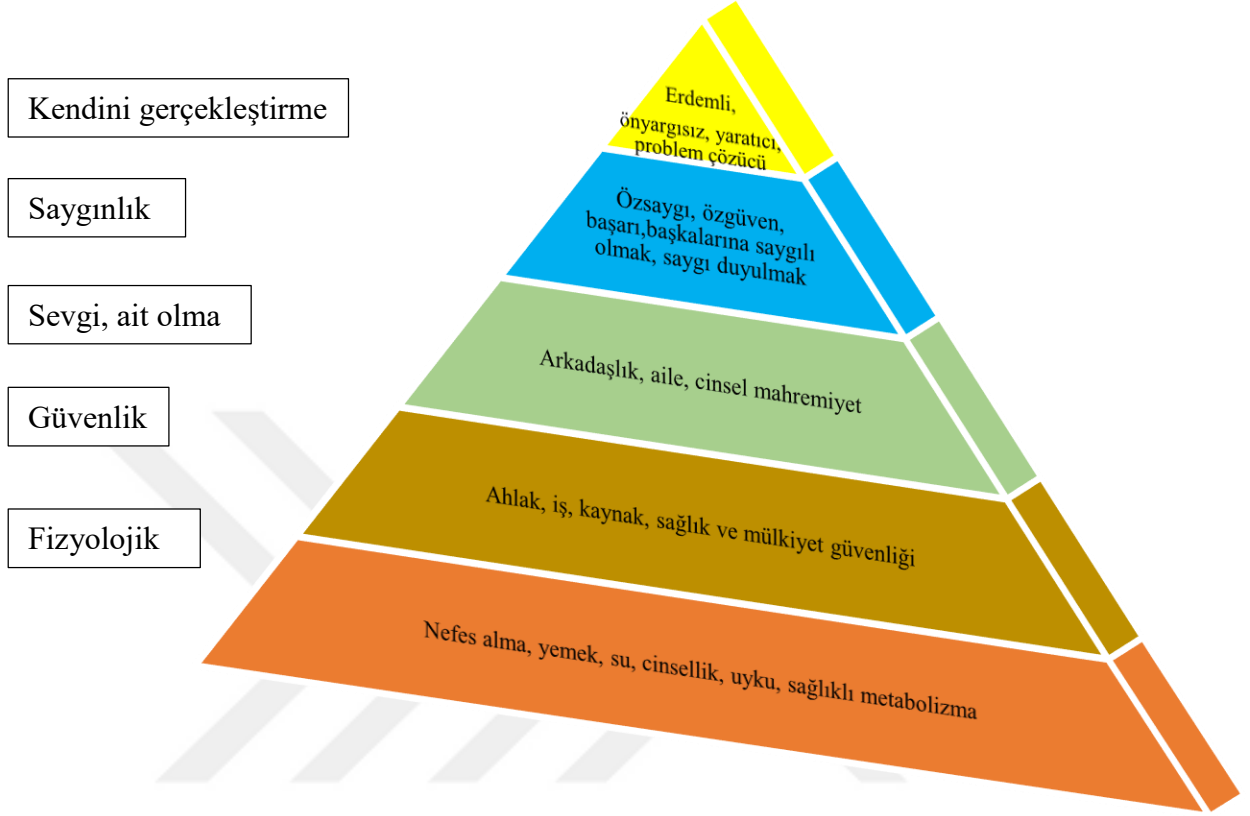 Kendini gerçekleştirme
Erdemli,
önyargısız, yaratıcı,
problem çözücü
Saygınlık
Özsaygı, özgüven,
başarı,başkalarına saygılı
olmak, saygı duyulmak
Sevgi, ait olma
Arkadaşlık, aile, cinsel mahremiyet
Güvenlik
Ahlak, iş, kaynak, sağlık ve mülkiyet güvenliği
Fizyolojik
Nefes alma, yemek, su, cinsellik, uyku, sağlıklı metabolizma